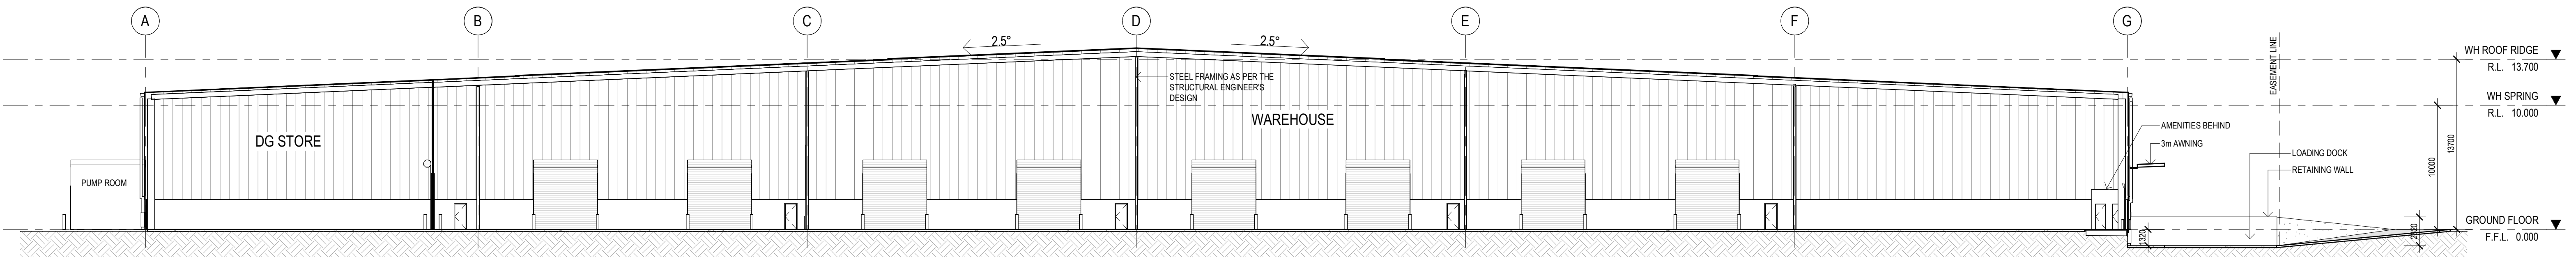 A
B
C
D
E
F
G
2.5°
2.5°
EASEMENT LINE
WH ROOF RIDGE
R.L. 13.700
STEEL FRAMING AS PER THE
STRUCTURAL ENGINEER'S
DESIGN
WH SPRING
R.L. 10.000
DG STORE
WAREHOUSE
AMENITIES BEHIND
3m AWNING
LOADING DOCK
RETAINING WALL
PUMP ROOM
10000
13700
GROUND FLOOR
F.F.L. 0.000
1320